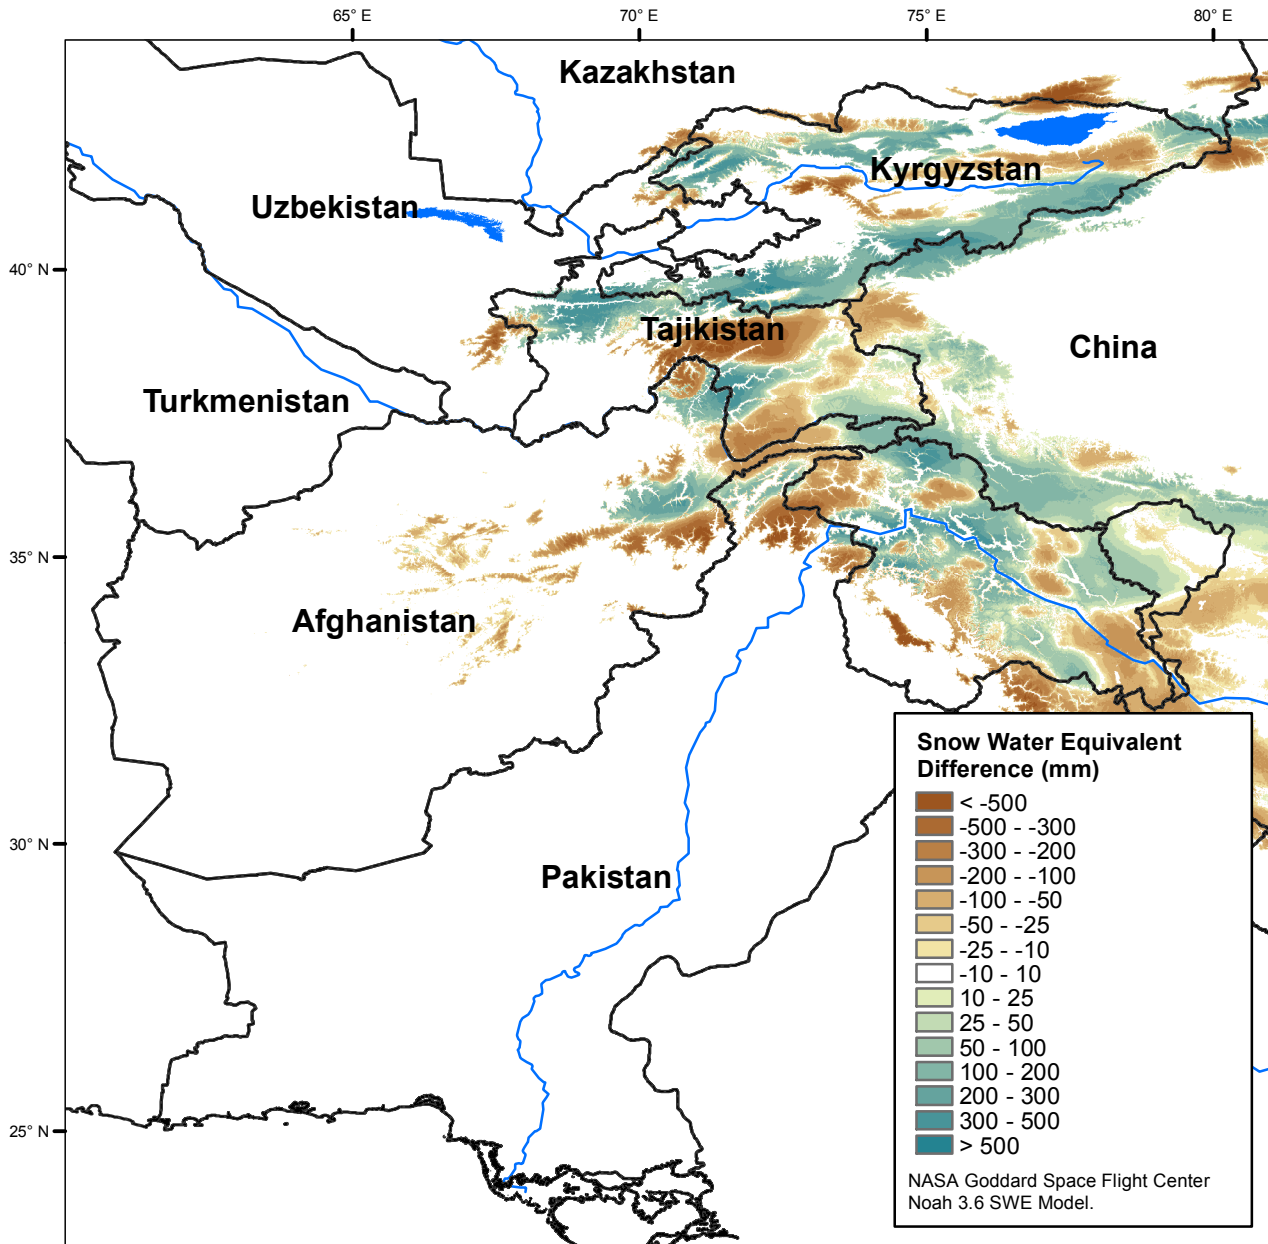 65° E
70° E
75° E
80° E
Kazakhstan
Kyrgyzstan
Uzbekistan
40° N
Tajikistan
China
Turkmenistan
35° N
Afghanistan
30° N
Pakistan
25° N
Snow Water Equivalent
Difference (mm)
< -500
-500 - -300
-300 - -200
-200 - -100
-100 - -50
-50 - -25
-25 - -10
-10 - 10
10 - 25
25 - 50
50 - 100
100 - 200
200 - 300
300 - 500
> 500
NASA Goddard Space Flight Center
Noah 3.6 SWE Model.